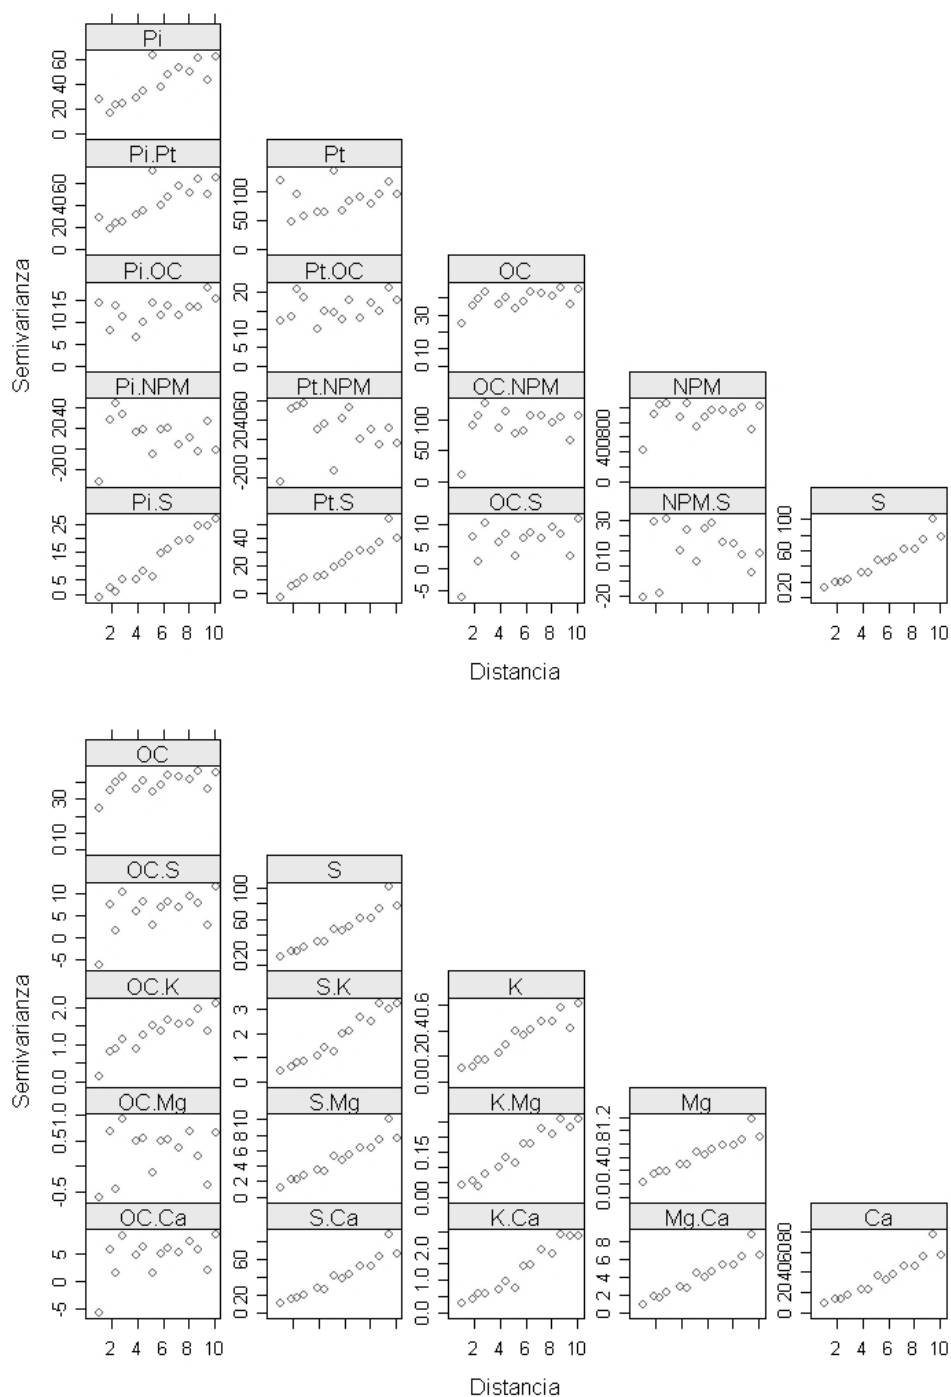 Pi
0 20 40 60
Pi.Pt Pt
0 20 40 60
0 50 100
Pi.OC Pt.OC OC
0 5 10 15
0 5 10 20
0 10 30
Pi.NPM Pt.NPM OC.NPM NPM
-20 0 20 40
-20 0 20 40 60
0 50 100
0 400 800
Pi.S Pt.S OC.S NPM.S S
0 5 15 25
0 20 40
-5 0 5 10
-20 0 10 30
0 20 60 100
2 4 6 8 10
2 4 6 8 10
2 4 6 8 10
Semivarianza
Distancia
OC
0 10 30
OC.S S
-5 0 5 10
0 20 60 100
OC.K S.K K
0.0 1.0 2.0
0 1 2 3
0.0 0.2 0.4 0.6
OC.Mg S.Mg K.Mg Mg
-0.5 0.5 1.0
0 2 4 6 8 10
0.00 0.15
0.0 0.4 0.8 1.2
OC.Ca S.Ca K.Ca Mg.Ca Ca
-5 0 5
0 20 60
0.0 1.0 2.0
0 2 4 6 8
0 20 40 60 80
2 4 6 8 10
2 4 6 8 10
2 4 6 8 10
Semivarianza
Distancia